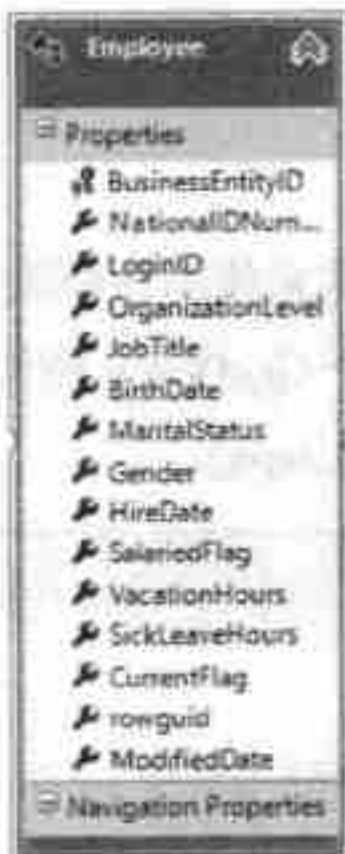 Employee
Properties
BusinessEntityID
NationalIDNum...
LoginID
OrganizationLevel
JobTitle
BirthDate
MaritalStatus
Gender
HireDate
SalariedFlag
VacationHours
SickLeaveHours
CurrentFlag
rowguid
ModifiedDate
Navigation Properties